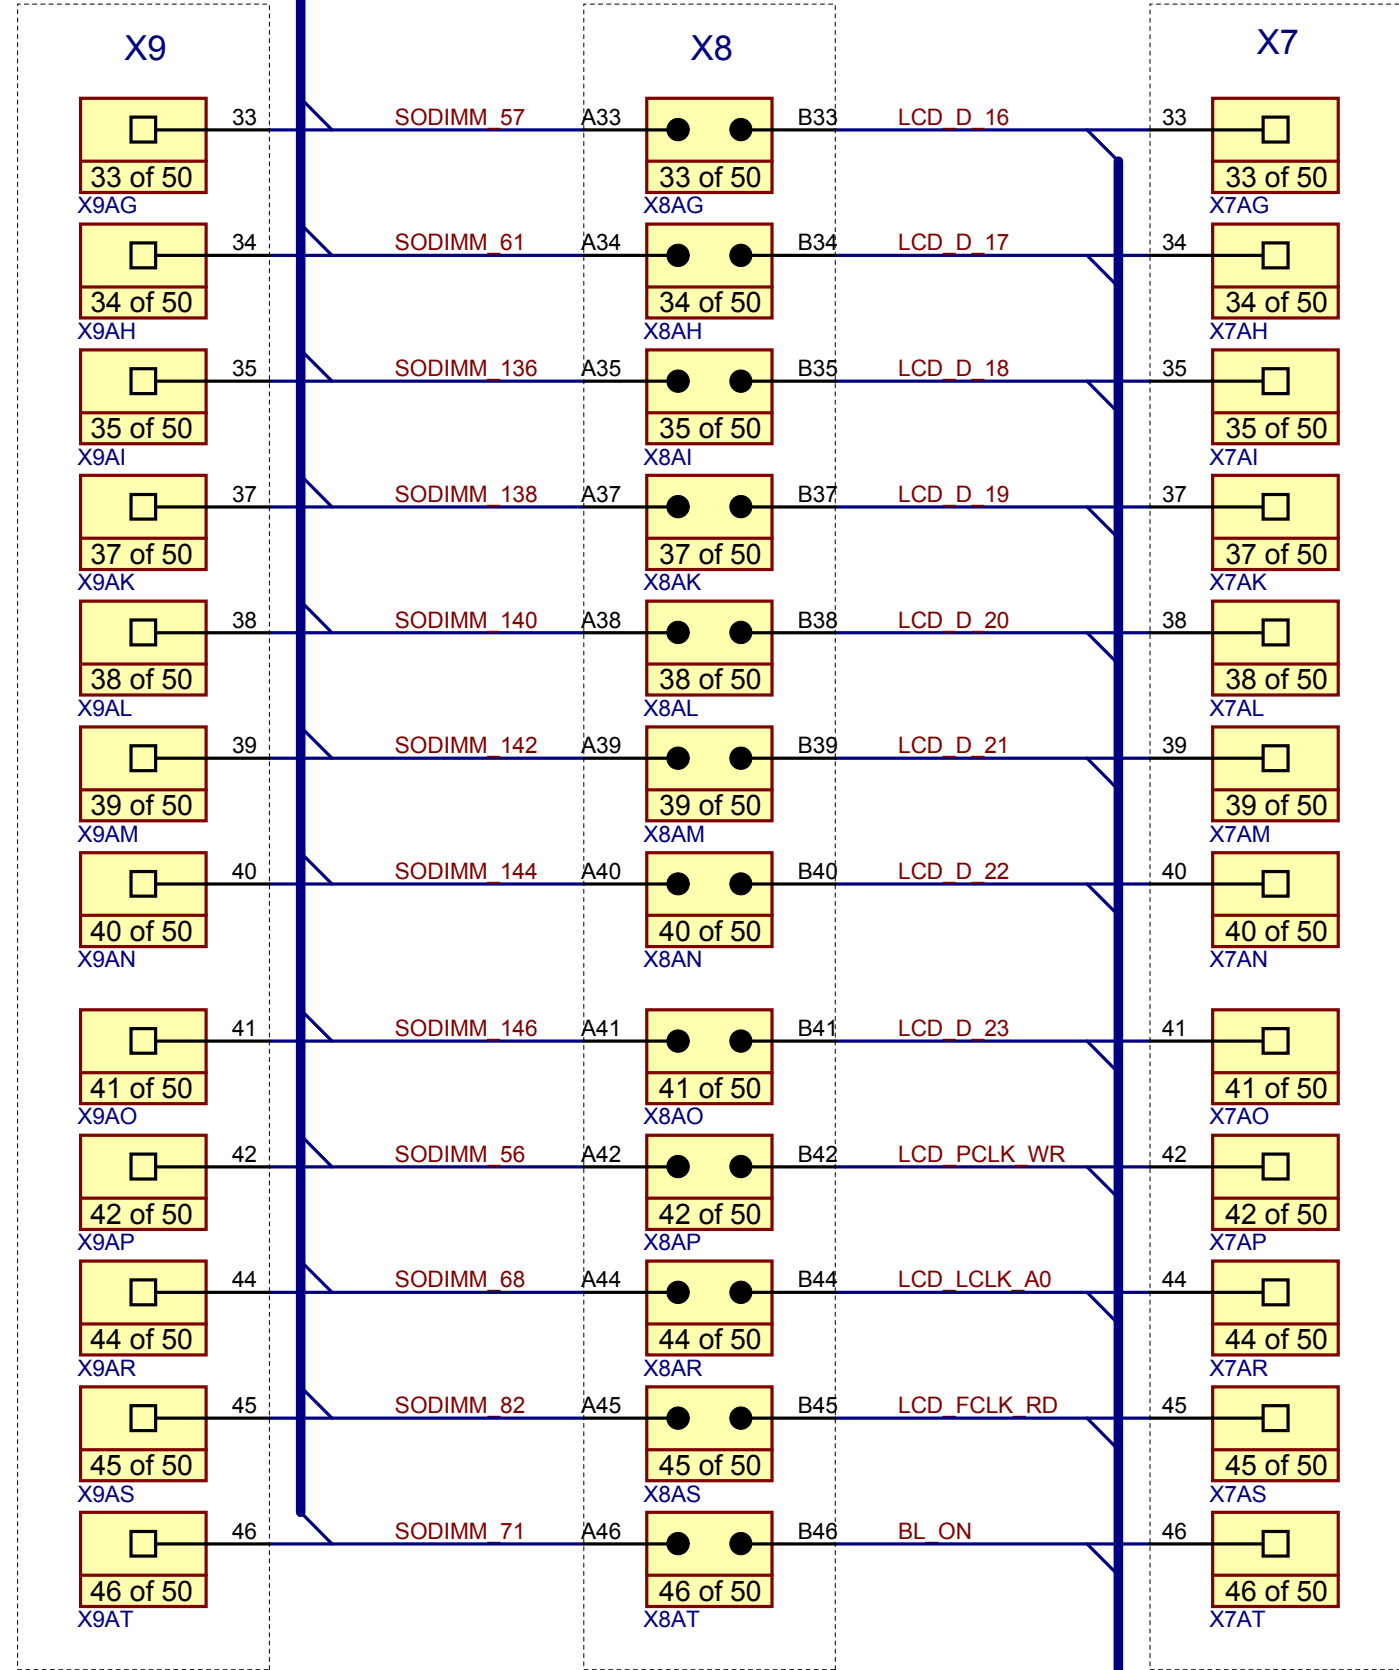 X9 X8 X7
33 SODIMM_57 A33 B33 LCD_D_16 33
33 of 50 33 of 50 33 of 50
X9AG X8AG X7AG
34 SODIMM_61 A34 B34 LCD_D_17 34
34 of 50 34 of 50 34 of 50
X9AH X8AH X7AH
35 SODIMM_136 A35 B35 LCD_D_18 35
35 of 50 35 of 50 35 of 50
X9AI X8AI X7AI
37 SODIMM_138 A37 B37 LCD_D_19 37
37 of 50 37 of 50 37 of 50
X9AK X8AK X7AK
38 SODIMM_140 A38 B38 LCD_D_20 38
38 of 50 38 of 50 38 of 50
X9AL X8AL X7AL
39 SODIMM_142 A39 B39 LCD_D_21 39
39 of 50 39 of 50 39 of 50
X9AM X8AM X7AM
40 SODIMM_144 A40 B40 LCD_D_22 40
40 of 50 40 of 50 40 of 50
X9AN X8AN X7AN
41 SODIMM_146 A41 B41 LCD_D_23 41
41 of 50 41 of 50 41 of 50
X9AO X8AO X7AO
42 SODIMM_56 A42 B42 LCD_PCLK_WR 42
42 of 50 42 of 50 42 of 50
X9AP X8AP X7AP
44 SODIMM_68 A44 B44 LCD_LCLK_A0 44
44 of 50 44 of 50 44 of 50
X9AR X8AR X7AR
45 SODIMM_82 A45 B45 LCD_FCLK_RD 45
45 of 50 45 of 50 45 of 50
X9AS X8AS X7AS
46 SODIMM_71 A46 B46 BL_ON 46
46 of 50 46 of 50 46 of 50
X9AT X8AT X7AT